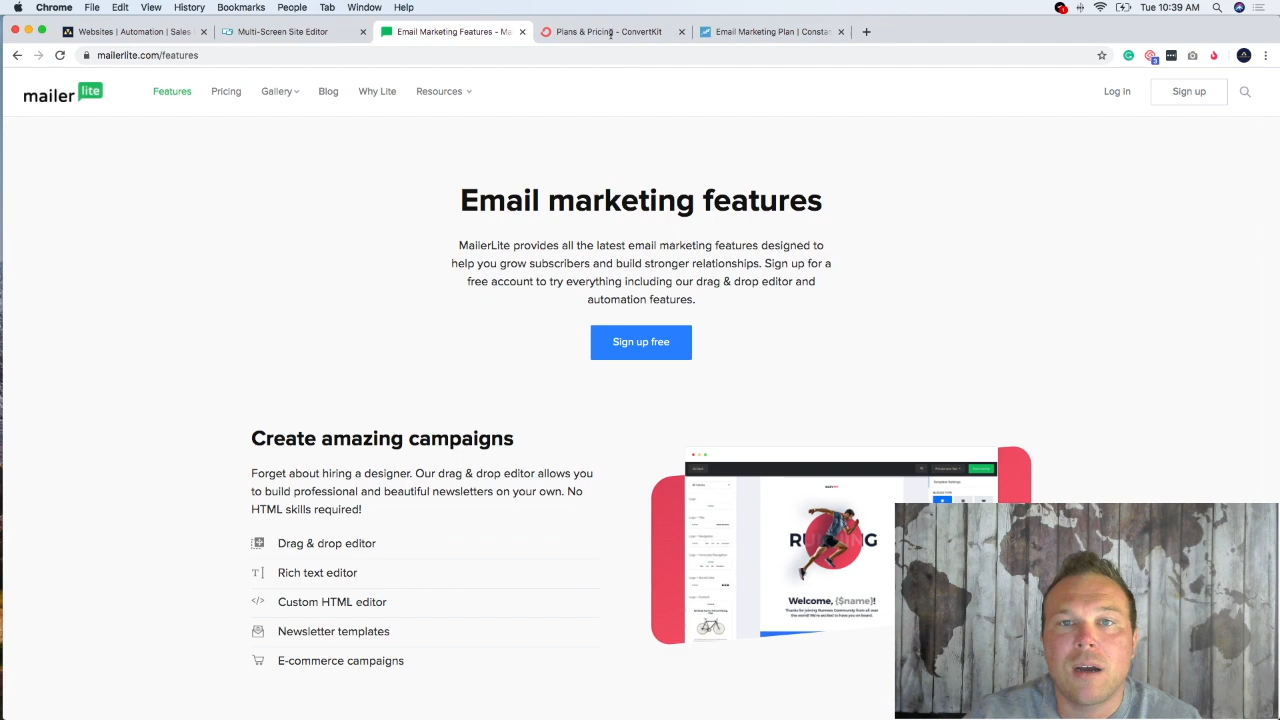 Chrome File Edit View History Bookmarks People Tab Window Help
Tue 10:39 AM
Websites | Automation | Sales
Multi-Screen Site Editor
Email Marketing Features - Ma
Plans & Pricing - ConvertKit
Email Marketing Plan | Consta
mailerlite.com/features
3
mailer lite
Features Pricing Gallery Blog Why Lite Resources
Log In
Sign up
Email marketing features
MailerLite provides all the latest email marketing features designed to
help you grow subscribers and build stronger relationships. Sign up for a
free account to try everything including our drag & drop editor and
automation features.
Sign up free
Create amazing campaigns
Forget about hiring a designer. Our drag & drop editor allows you
to build professional and beautiful newsletters on your own. No
HTML skills required!
Drag & drop editor
Rich text editor
Custom HTML editor
Newsletter templates
E-commerce campaigns
Welcome, {$name}!